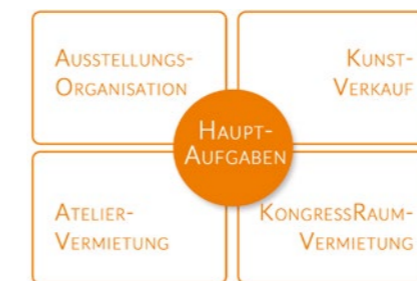 Ausstellungs-
Organisation
Kunst-
Verkauf
Haupt-
Aufgaben
Atelier-
Vermietung
KongressRaum-
Vermietung